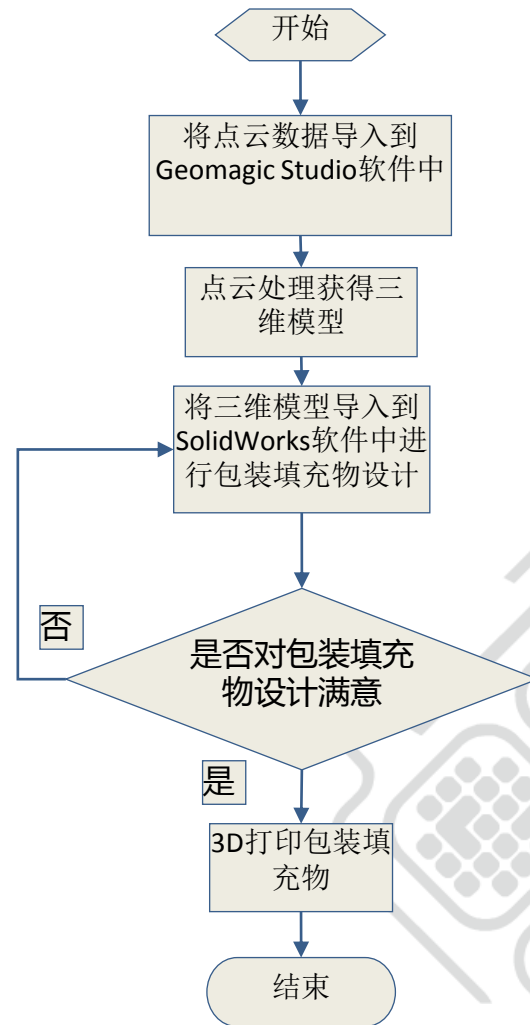 开始
将点云数据导入到
Geomagic Studio软件中
点云处理获得三
维模型
将三维模型导入到
SolidWorks软件中进
行包装填充物设计
否
是否对包装填充
物设计满意
是
3D打印包装填
充物
结束